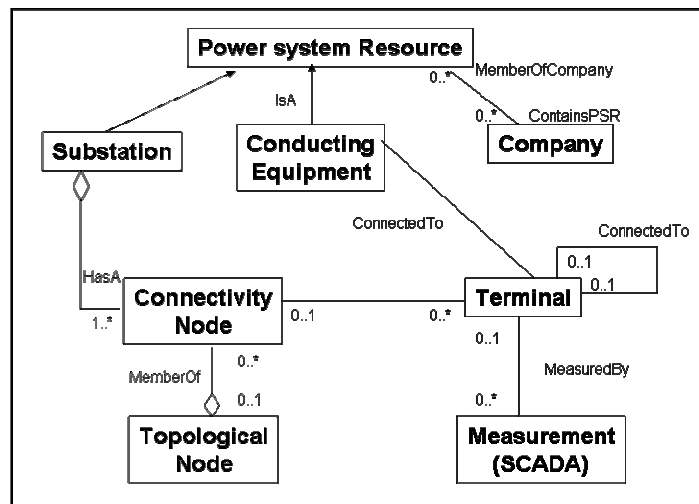 Power system Resource
0..*
MemberOfCompany
IsA
0..*
ContainsPSR
Substation
Conducting
Equipment
Company
ConnectedTo
ConnectedTo
0..1
0..1
HasA
Connectivity
Node
Terminal
1..*
0..1
0..*
0..1
0..*
MemberOf
0..1
MeasuredBy
0..*
Topological
Node
Measurement
(SCADA)